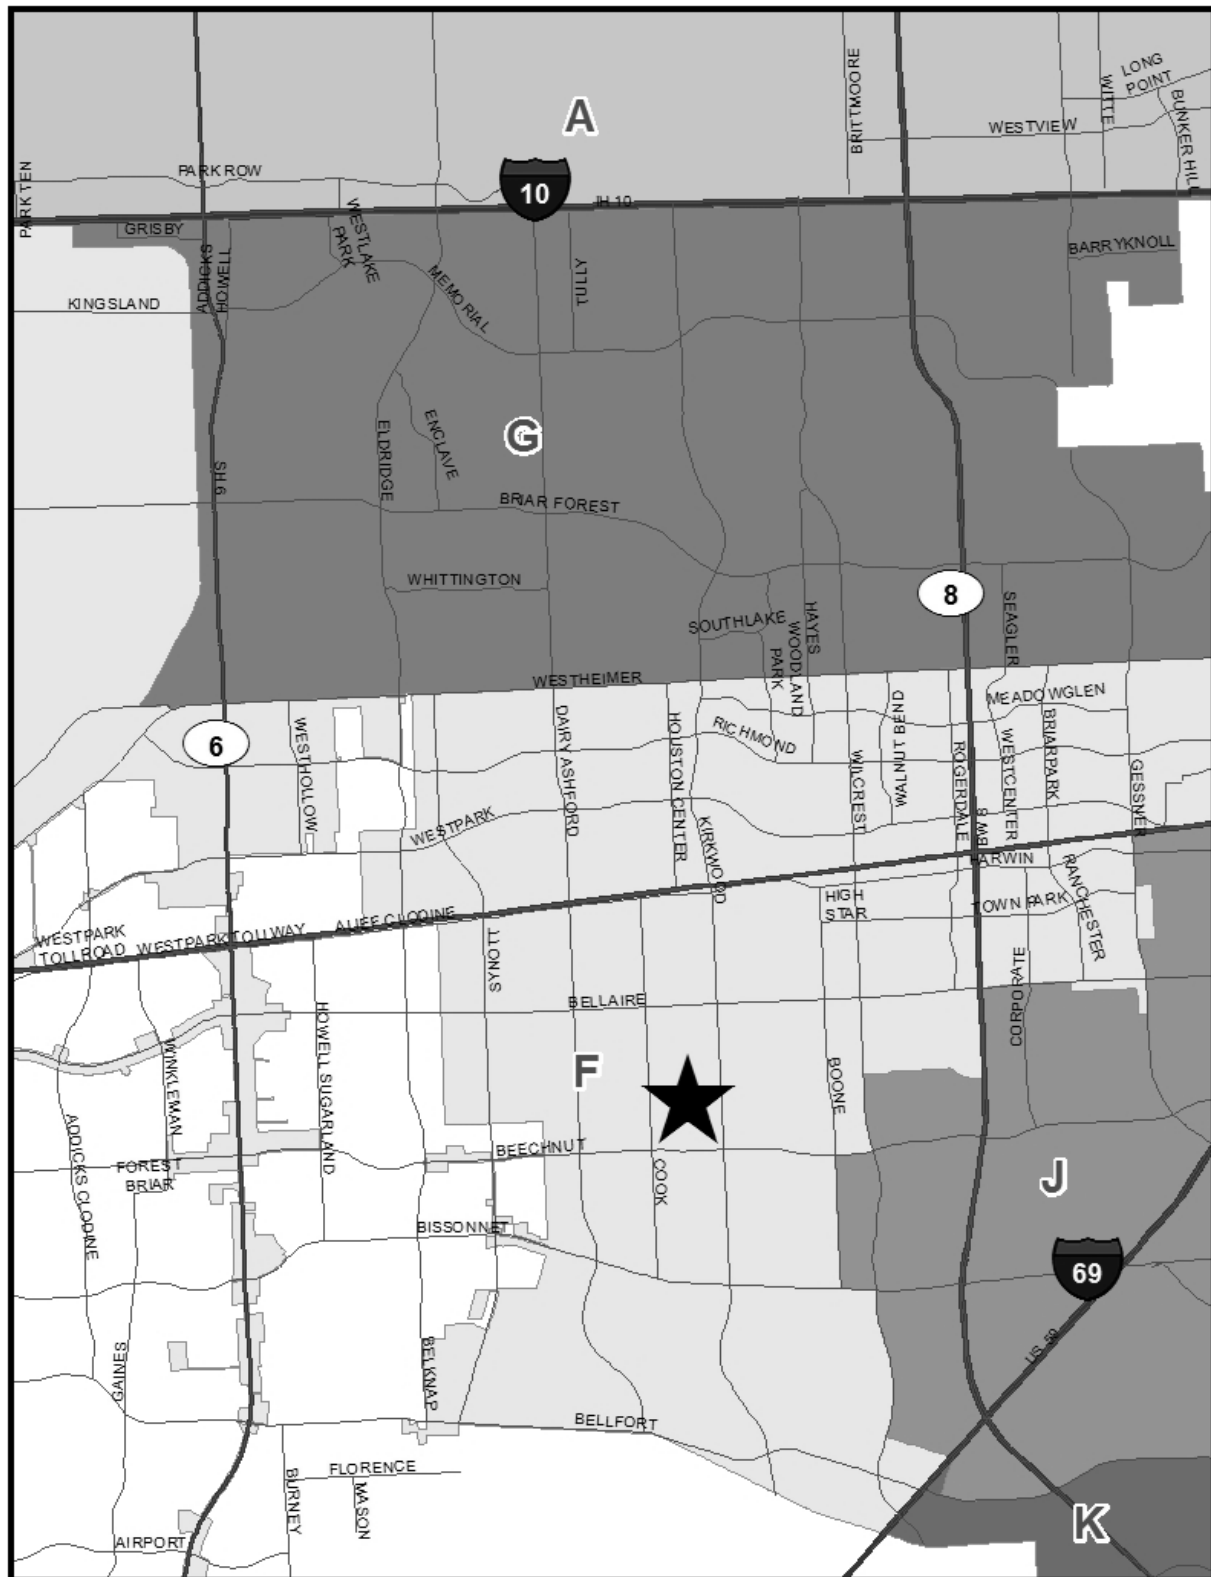 LONG
POINT
BRITTMOORE
WITTE
A
BUNKER HILL
WESTVIEW
PARK TEN
PARK ROW
10
IH 10
GRISBY
WESTLAKE
PARK
ADDICKS
HOWELL
TULLY
BARRYKNOLL
MEMORIAL
KINGSLAND
G
ELDRIDGE
ENCLAVE
SH 6
BRIAR FOREST
WHITTINGTON
8
SEAGLER
SOUTHLAKE
HAYES
WOODLAND
PARK
WESTHEIMER
MEADOWGLEN
6
WESTHOLLOW
DAIRY ASHFORD
HOUSTON CENTER
RICHMOND
WALNUT BEND
WILCREST
ROGERDALE
WESTCENTER
BRIARPARK
GESSNER
WESTPARK
KIRKWOOD
BW 8
HARWIN
RANCHESTER
HIGH
STAR
TOWN PARK
WESTPARK
TOLLROAD
WESTPARK TOLLWAY
ALIEF CLODINE
SYNOTT
CORPORATE
BELLAIRE
HOWELL SUGARLAND
WINKLEMAN
F
BOONE
ADDICKS CLODINE
BEECHNUT
FOREST
BRIAR
COOK
J
BISSONNET
69
US 59
GAINES
BELKNAP
BELLFORT
FLORENCE
BURNEY
MASON
K
AIRPORT